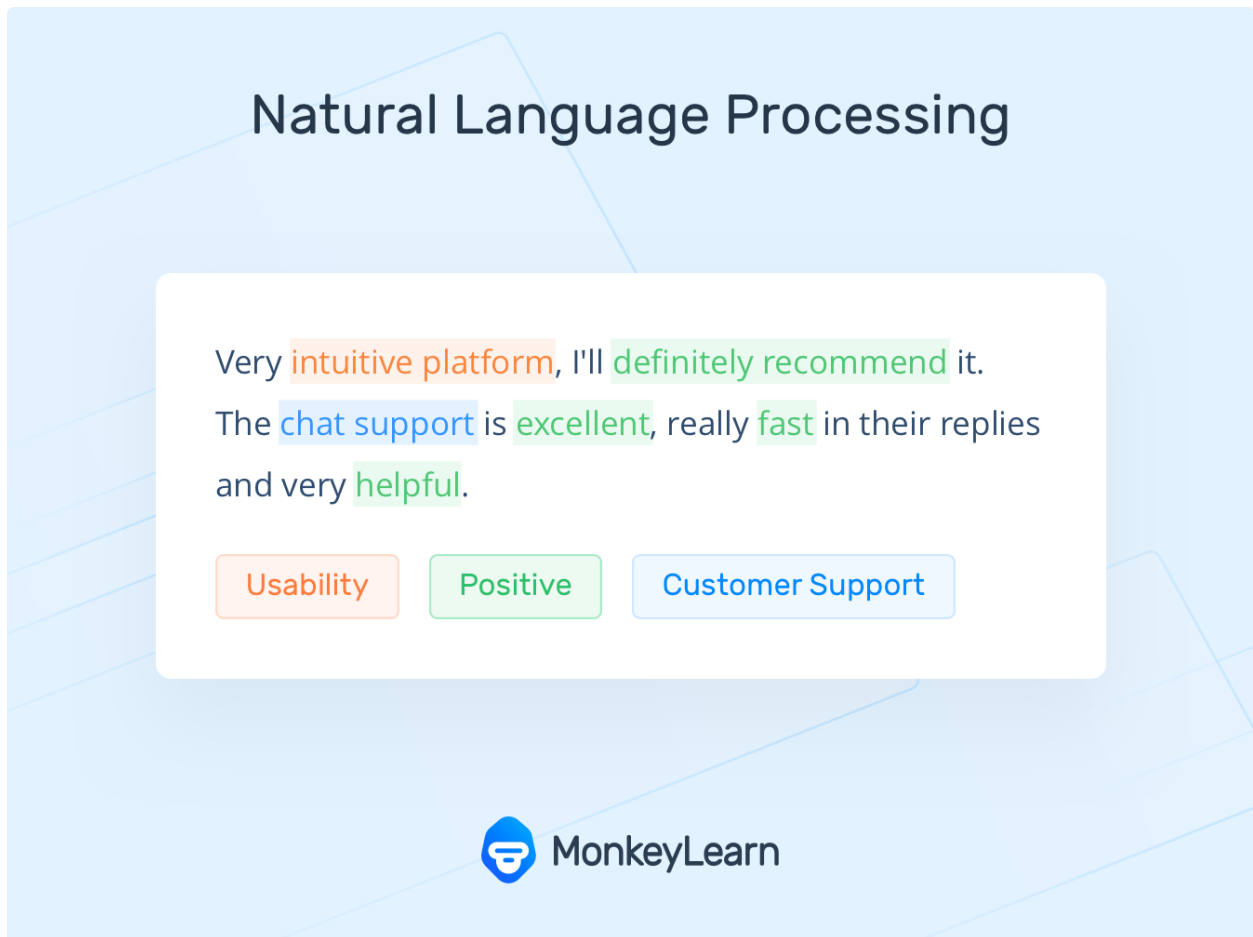 Natural Language Processing
Very intuitive platform, I'll definitely recommend it.
The chat support is excellent, really fast in their replies
and very helpful.
Usability Positive Customer Support
MonkeyLearn